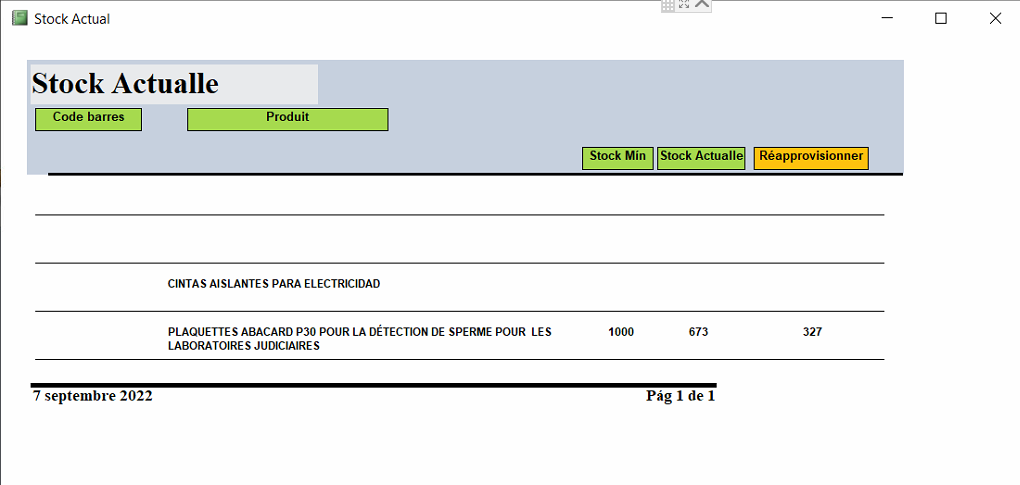 Stock Actual
Stock Actualle
Code barres Produit
Stock Mín Stock Actualle Réapprovisionner
CINTAS AISLANTES PARA ELECTRICIDAD
PLAQUETTES ABACARD P30 POUR LA DÉTECTION DE SPERME POUR LES 1000 673 327
LABORATOIRES JUDICIAIRES
7 septembre 2022 Pág 1 de 1